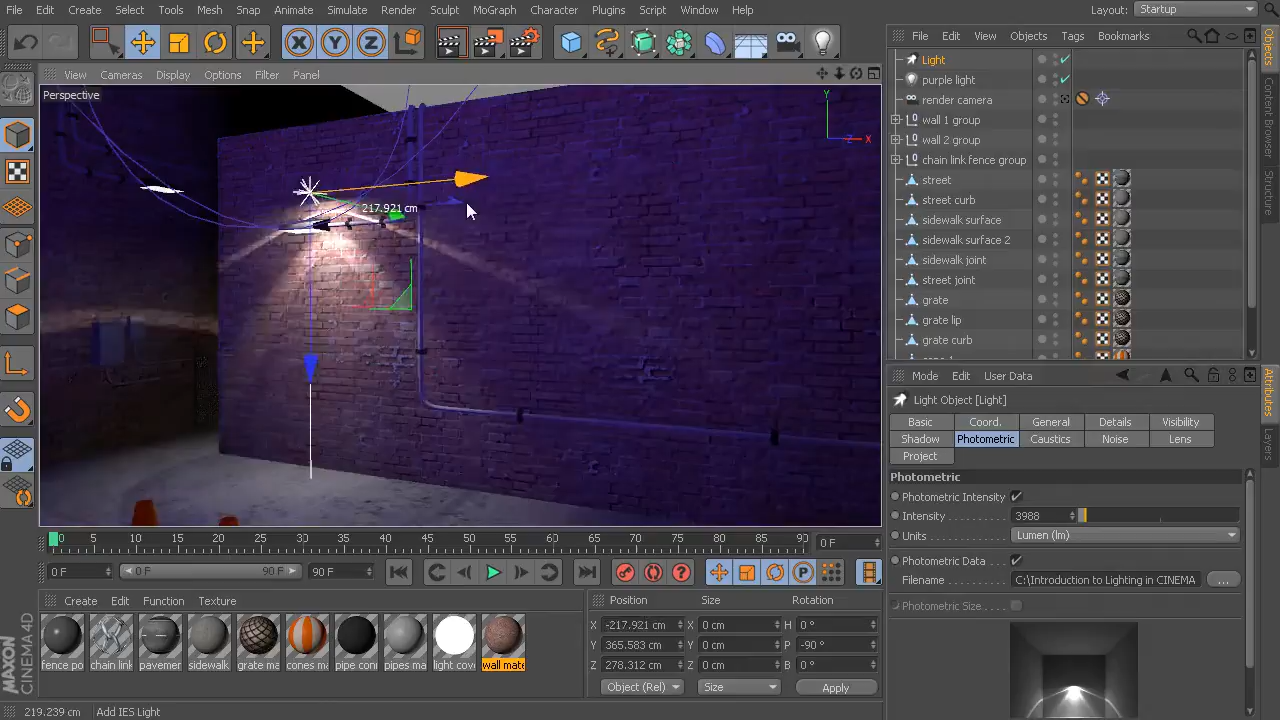 File Edit Create Select Tools Mesh Snap Animate Simulate Render Sculpt MoGraph Character Plugins Script Window Help
Layout: Startup
X Y Z
File Edit View Objects Tags Bookmarks
View Cameras Display Options Filter Panel
Perspective
Y
X
Z
217.921 cm
Light
purple light
render camera
wall 1 group
wall 2 group
chain link fence group
street
street curb
sidewalk surface
sidewalk surface 2
sidewalk joint
street joint
grate
grate lip
grate curb
Objects
Content Browser
Structure
Attributes
Layers
Mode Edit User Data
Light Object [Light]
Basic Coord. General Details Visibility
Shadow Photometric Caustics Noise Lens
Project
Photometric
Photometric Intensity
Intensity 3988
Units Lumen (lm)
Photometric Data
Filename C:\Introduction to Lighting in CINEMA ...
Photometric Size
0 5 10 15 20 25 30 35 40 45 50 55 60 65 70 75 80 85 90
0 F
0 F 0 F 90 F 90 F
P
Create Edit Function Texture
fence po chain link pavemer sidewalk grate ma cones ma pipe conn pipes ma light cov wall mate
Position Size Rotation
X -217.921 cm X 0 cm H 0 °
Y 365.583 cm Y 0 cm P -90 °
Z 278.312 cm Z 0 cm B 0 °
Object (Rel) Size Apply
MAXON
CINEMA 4D
219.239 cm Add IES Light